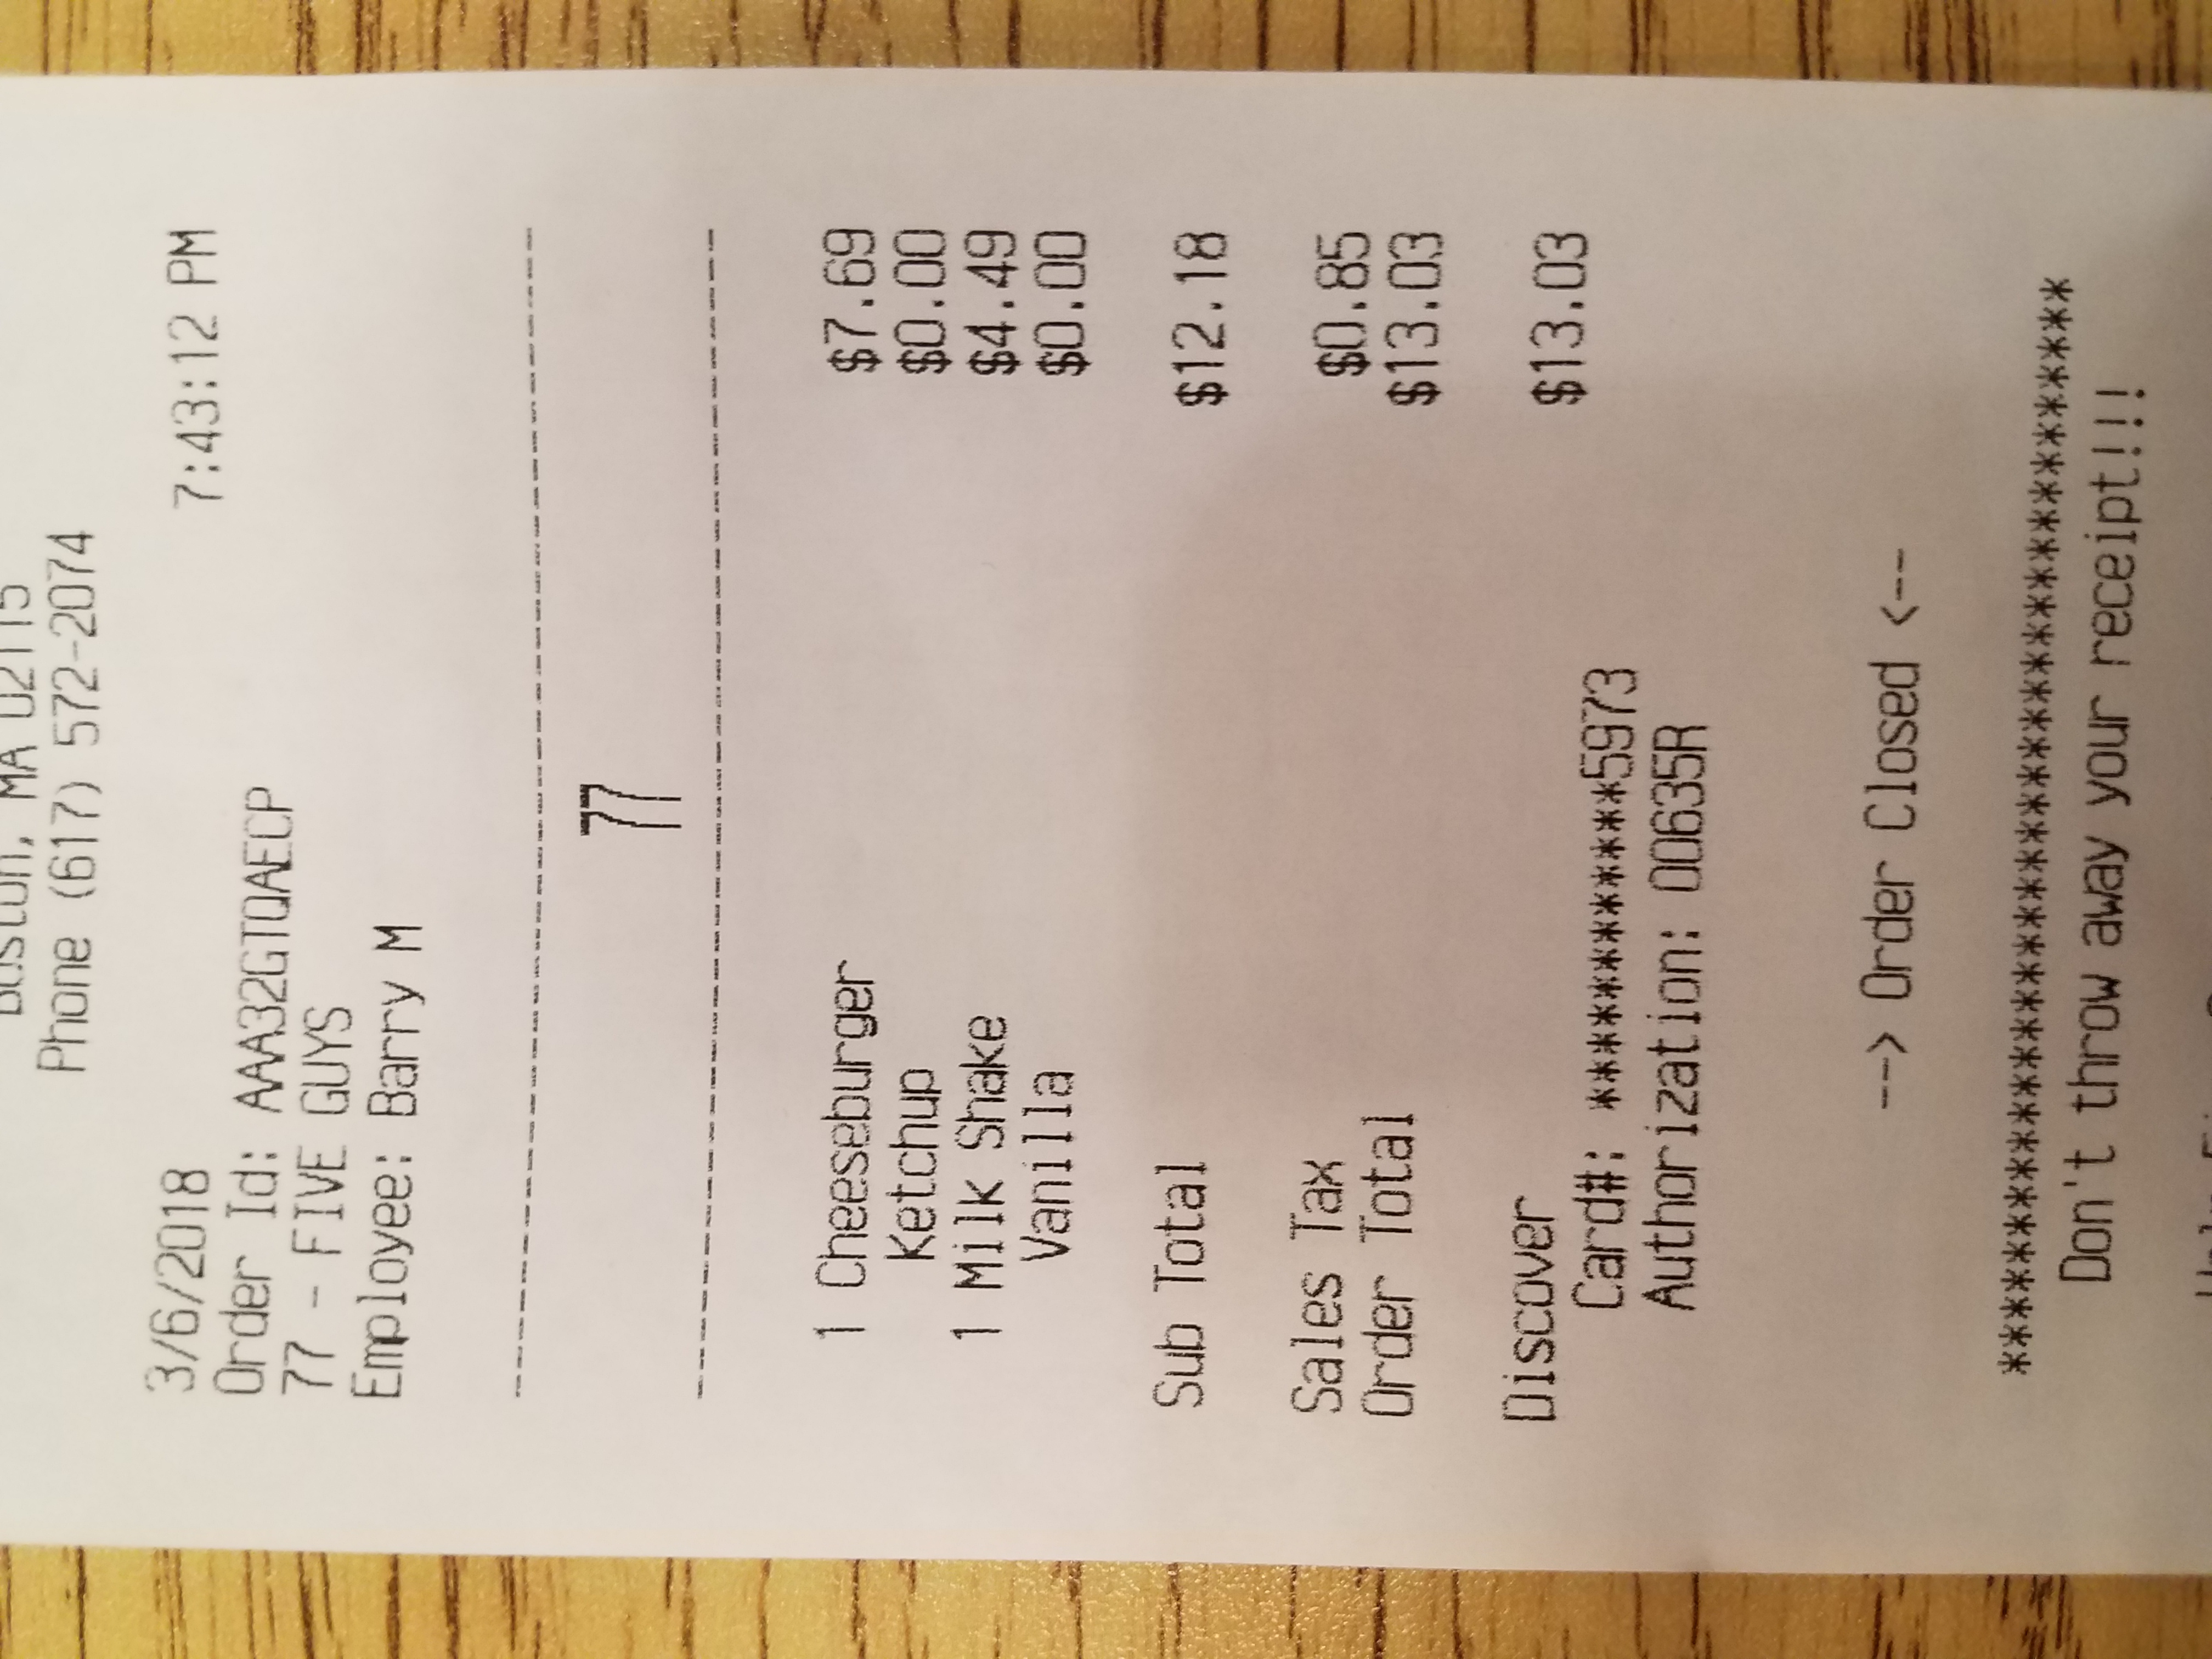 Boston, MA 02115
Phone (617) 572-2074
3/6/2018 7:43:12 PM
Order Id: AAA32GTQAECP
77 - FIVE GUYS
Employee: Barry M
77
1 Cheeseburger $7.69
Ketchup $0.00
1 Milk Shake $4.49
Vanilla $0.00
Sub Total $12.18
Sales Tax $0.85
Order Total $13.03
Discover $13.03
Card#: ************5973
Authorization: 00635R
--> Order Closed <--
***************************************
Don't throw away your receipt!!!